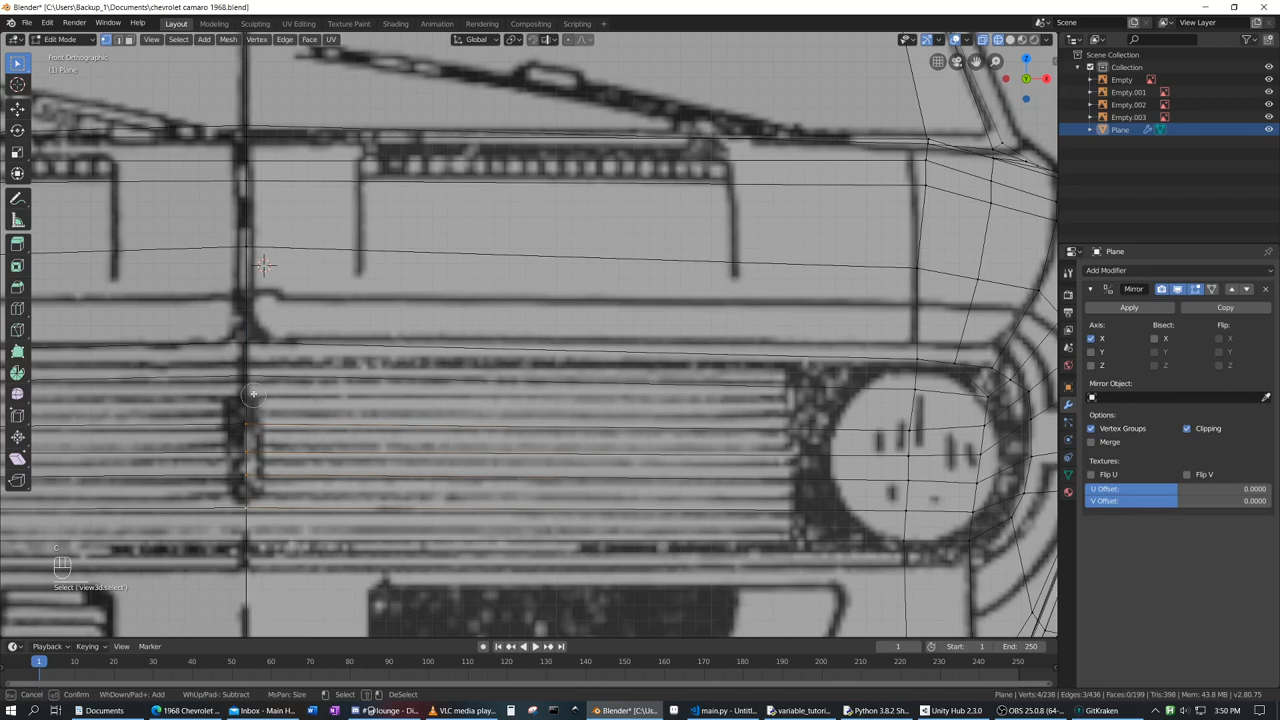 Blender* [C:\Users\Backup_1\Documents\chevrolet camaro 1968.blend]
File Edit Render Window Help Layout Modeling Sculpting UV Editing Texture Paint Shading Animation Rendering Compositing Scripting Scene View Layer
Edit Mode View Select Add Mesh Vertex Edge Face UV Global
Front Orthographic
(1) Plane
X
Y
Z
Scene Collection
Collection
Empty
Empty.001
Empty.002
Empty.003
Plane
Plane
Add Modifier
Mirror
Apply Copy
Axis: Bisect: Flip:
X X X
Y Y Y
Z Z Z
Mirror Object:
Options:
Vertex Groups Clipping
Merge
Textures:
Flip U Flip V
U Offset: 0.0000
V Offset: 0.0000
C
Select ('view3d.select')
Playback Keying View Marker 1 Start: 1 End: 250
1 10 20 30 40 50 60 70 80 90 100 110 120 130 140 150 160 170 180 190 200 210 220 230 240 250
Cancel Confirm WhDown/Pad+: Add WhUp/Pad-: Subtract MsPan: Size Select DeSelect Plane | Verts:4/238 | Edges:3/436 | Faces:0/199 | Tris:398 | Mem: 43.8 MB | v2.80.75
Documents 1968 Chevrolet ... Inbox - Main H... VLC media play... Blender* [C:\Us... main.py - Untitl... variable_tutori... Python 3.8.2 Sh... Unity Hub 2.3.0 OBS 25.0.8 (64-... GitKraken 3:50 PM